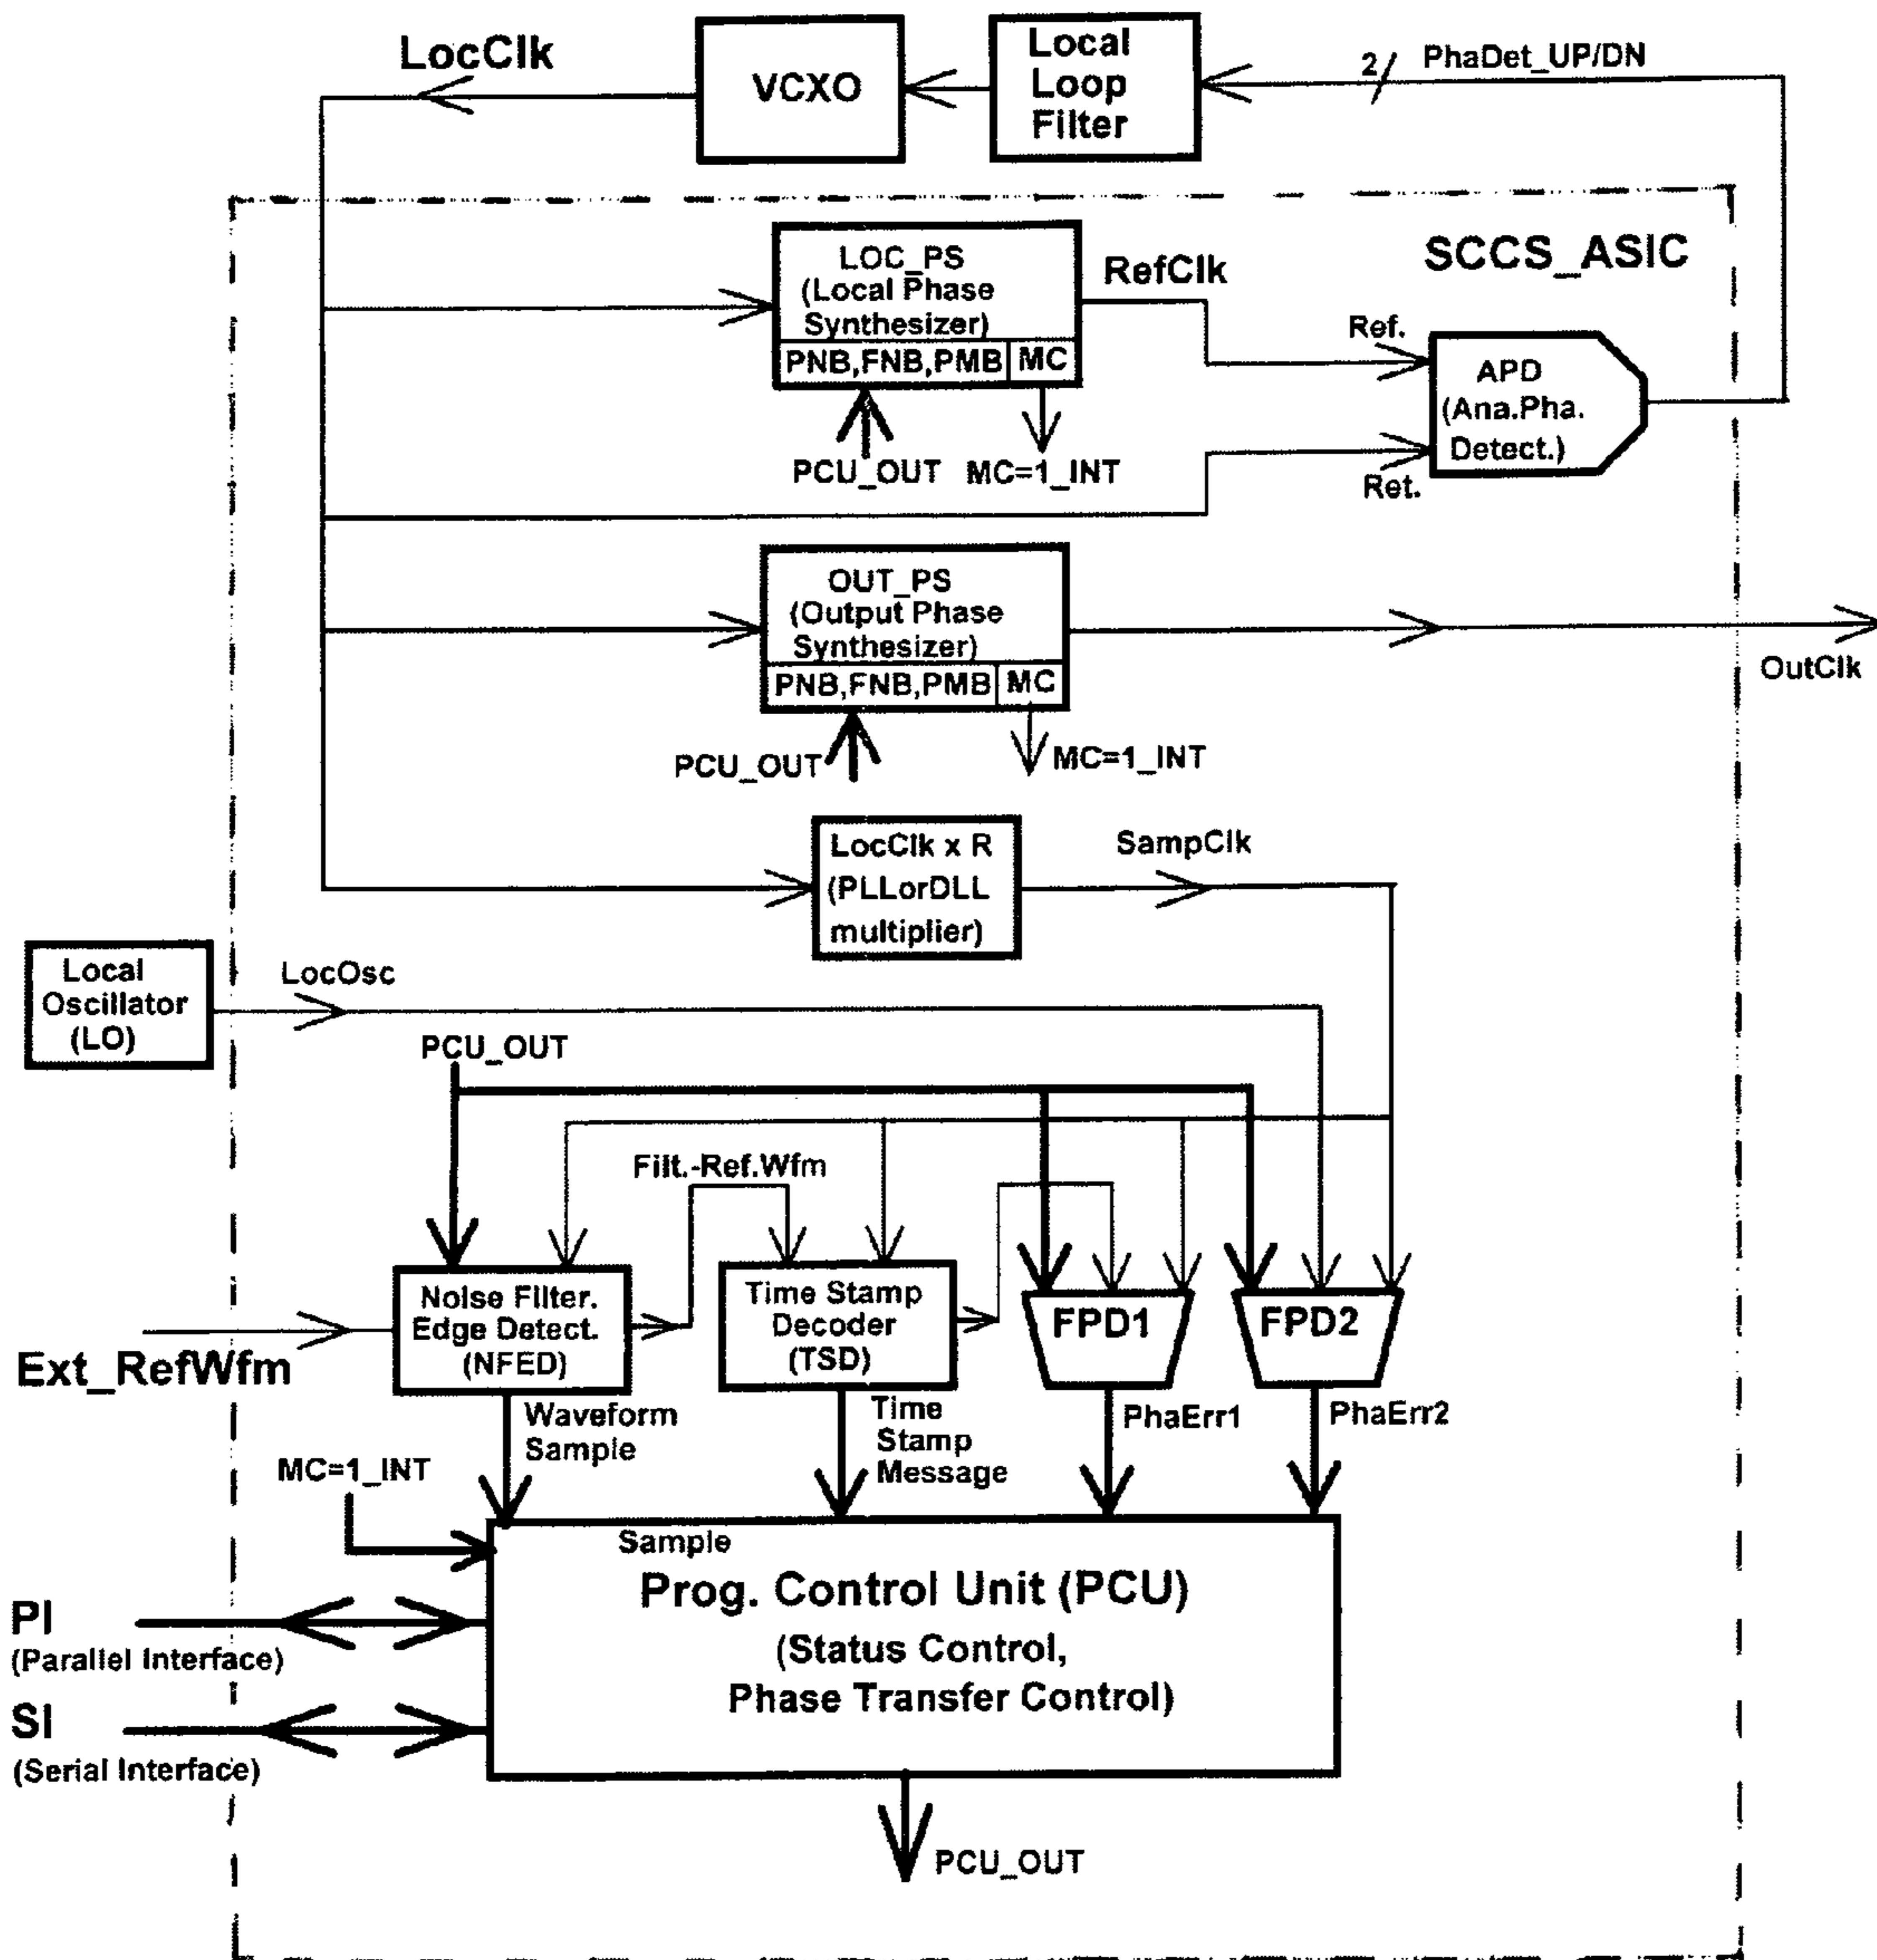 LocClk
VCXO
Local
Loop
Filter
2/
PhaDet_UP/DN
SCCS_ASIC
LOC_PS
(Local Phase
Synthesizer)
PNB,FNB,PMB
MC
RefClk
PCU_OUT
MC=1_INT
Ref.
Ret.
APD
(Ana.Pha.
Detect.)
OUT_PS
(Output Phase
Synthesizer)
PNB,FNB,PMB
MC
OutClk
PCU_OUT
MC=1_INT
LocClk x R
(PLLorDLL
multiplier)
SampClk
Local
Oscillator
(LO)
LocOsc
PCU_OUT
Filt.-Ref.Wfm
Noise Filter.
Edge Detect.
(NFED)
Time Stamp
Decoder
(TSD)
FPD1
FPD2
Ext_RefWfm
Waveform
Sample
Time
Stamp
Message
PhaErr1
PhaErr2
MC=1_INT
Sample
Prog. Control Unit (PCU)
(Status Control,
Phase Transfer Control)
PI
(Parallel Interface)
SI
(Serial Interface)
PCU_OUT